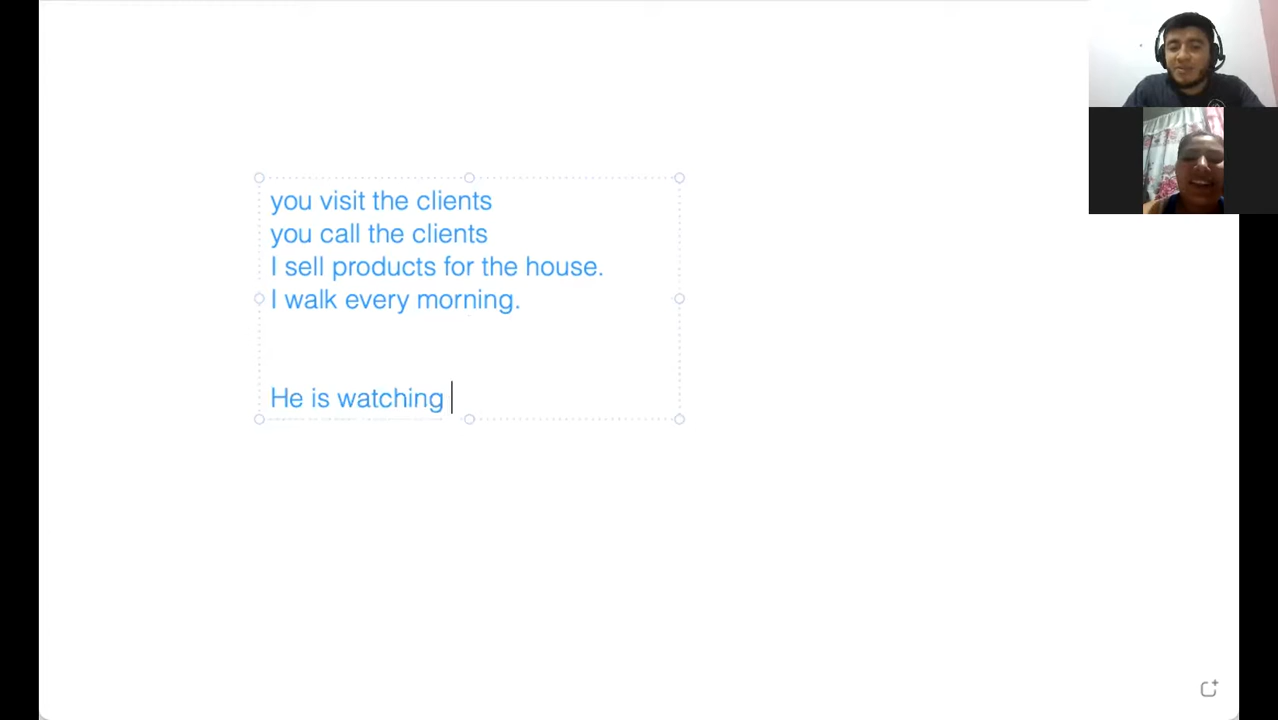 you visit the clients
you call the clients
I sell products for the house.
I walk every morning.
He is watching